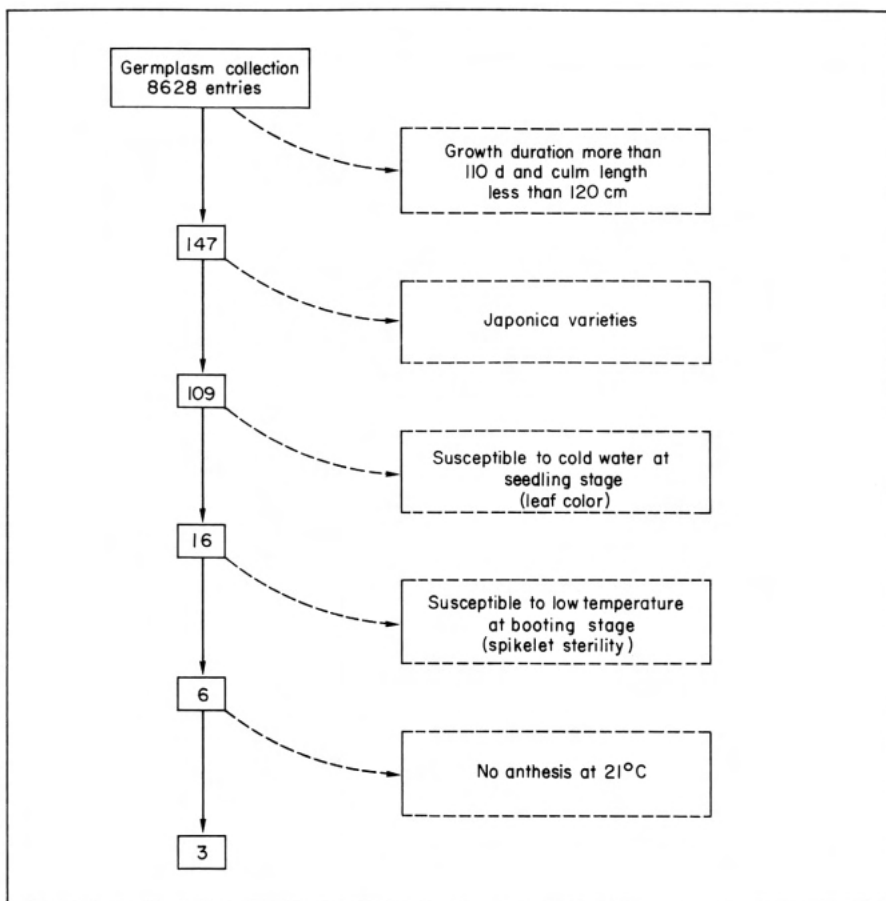 Germplasm collection
8628 entries
Growth duration more than
110 d and culm length
less than 120 cm
147
Japonica varieties
109
Susceptible to cold water at
seedling stage
(leaf color)
16
Susceptible to low temperature
at booting stage
(spikelet sterility)
6
No anthesis at 21°C
3